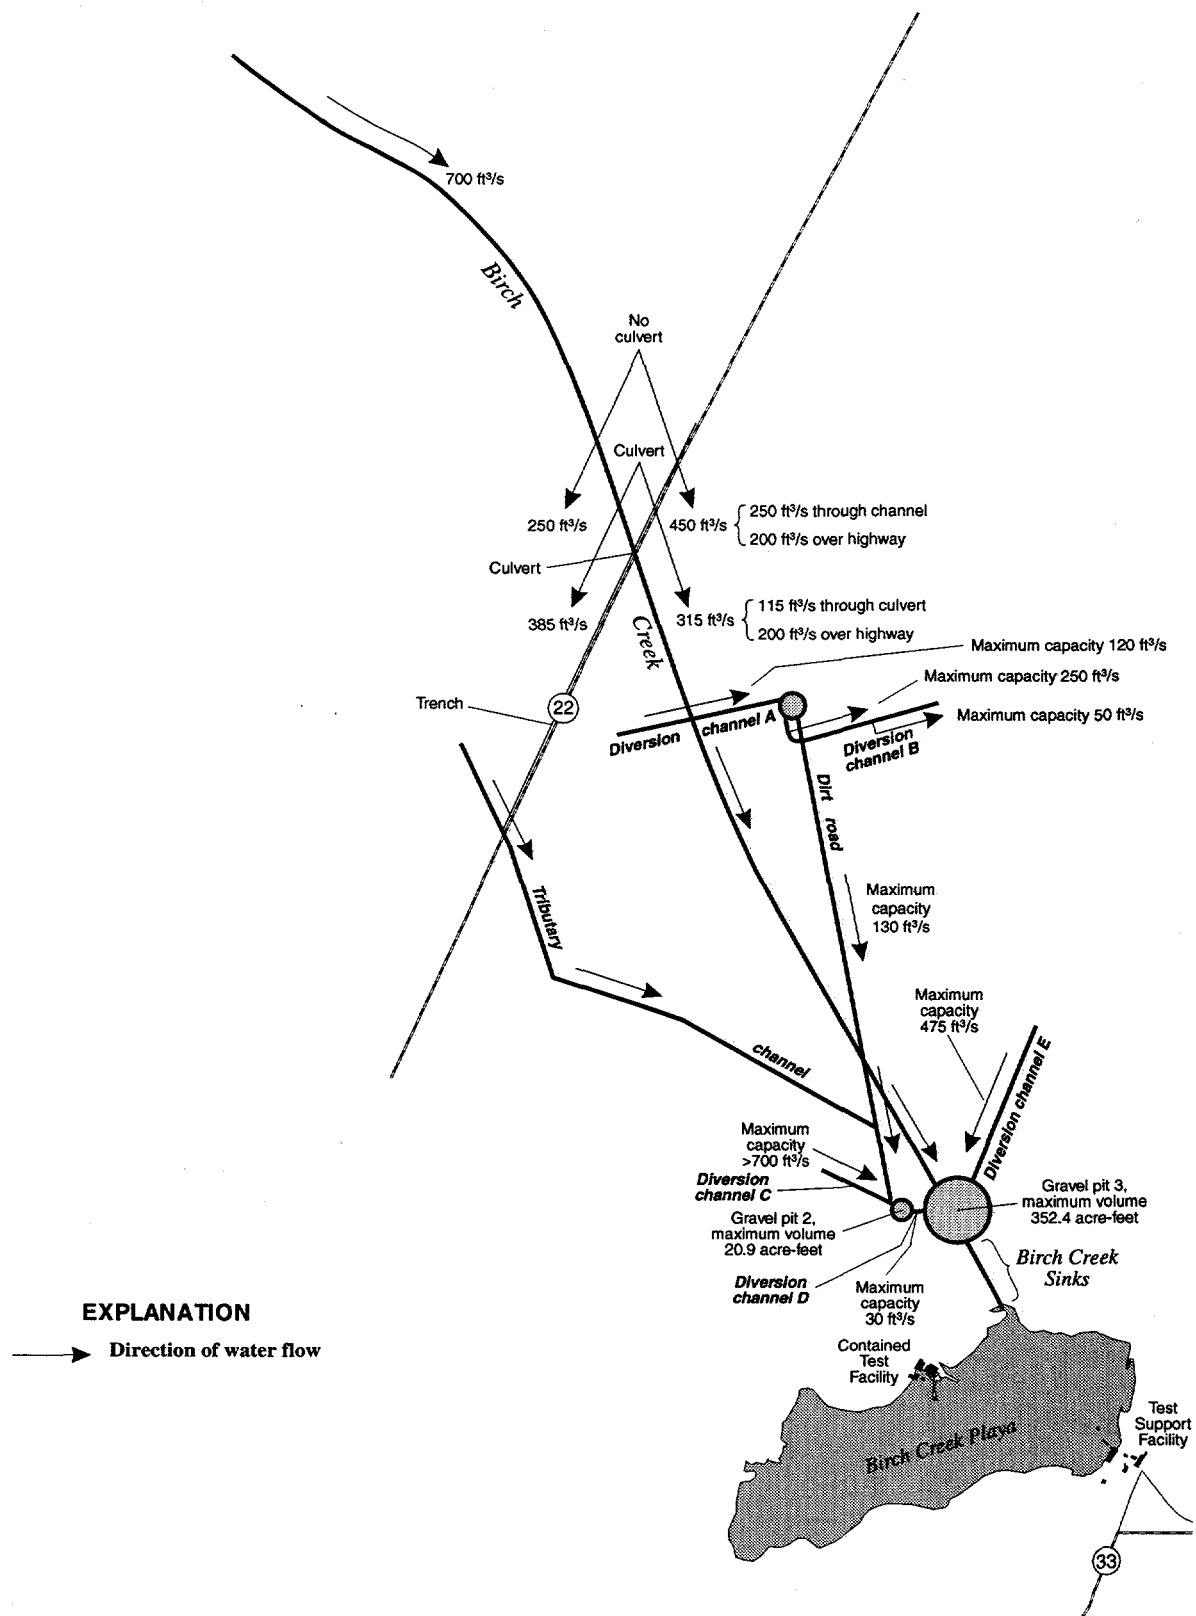 700 ft³/s
Birch
No
culvert
Culvert
250 ft³/s
450 ft³/s
250 ft³/s through channel
200 ft³/s over highway
Culvert
385 ft³/s
315 ft³/s
115 ft³/s through culvert
200 ft³/s over highway
Creek
Maximum capacity 120 ft³/s
Maximum capacity 250 ft³/s
Maximum capacity 50 ft³/s
Trench
22
Diversion channel A
Diversion
channel B
Dirt road
Tributary channel
Maximum
capacity
130 ft³/s
Maximum
capacity
475 ft³/s
Diversion channel E
Maximum
capacity
>700 ft³/s
Diversion
channel C
Gravel pit 2,
maximum volume
20.9 acre-feet
Gravel pit 3,
maximum volume
352.4 acre-feet
Diversion
channel D
Maximum
capacity
30 ft³/s
Birch Creek
Sinks
EXPLANATION
Direction of water flow
Contained
Test
Facility
Birch Creek Playa
Test
Support
Facility
33